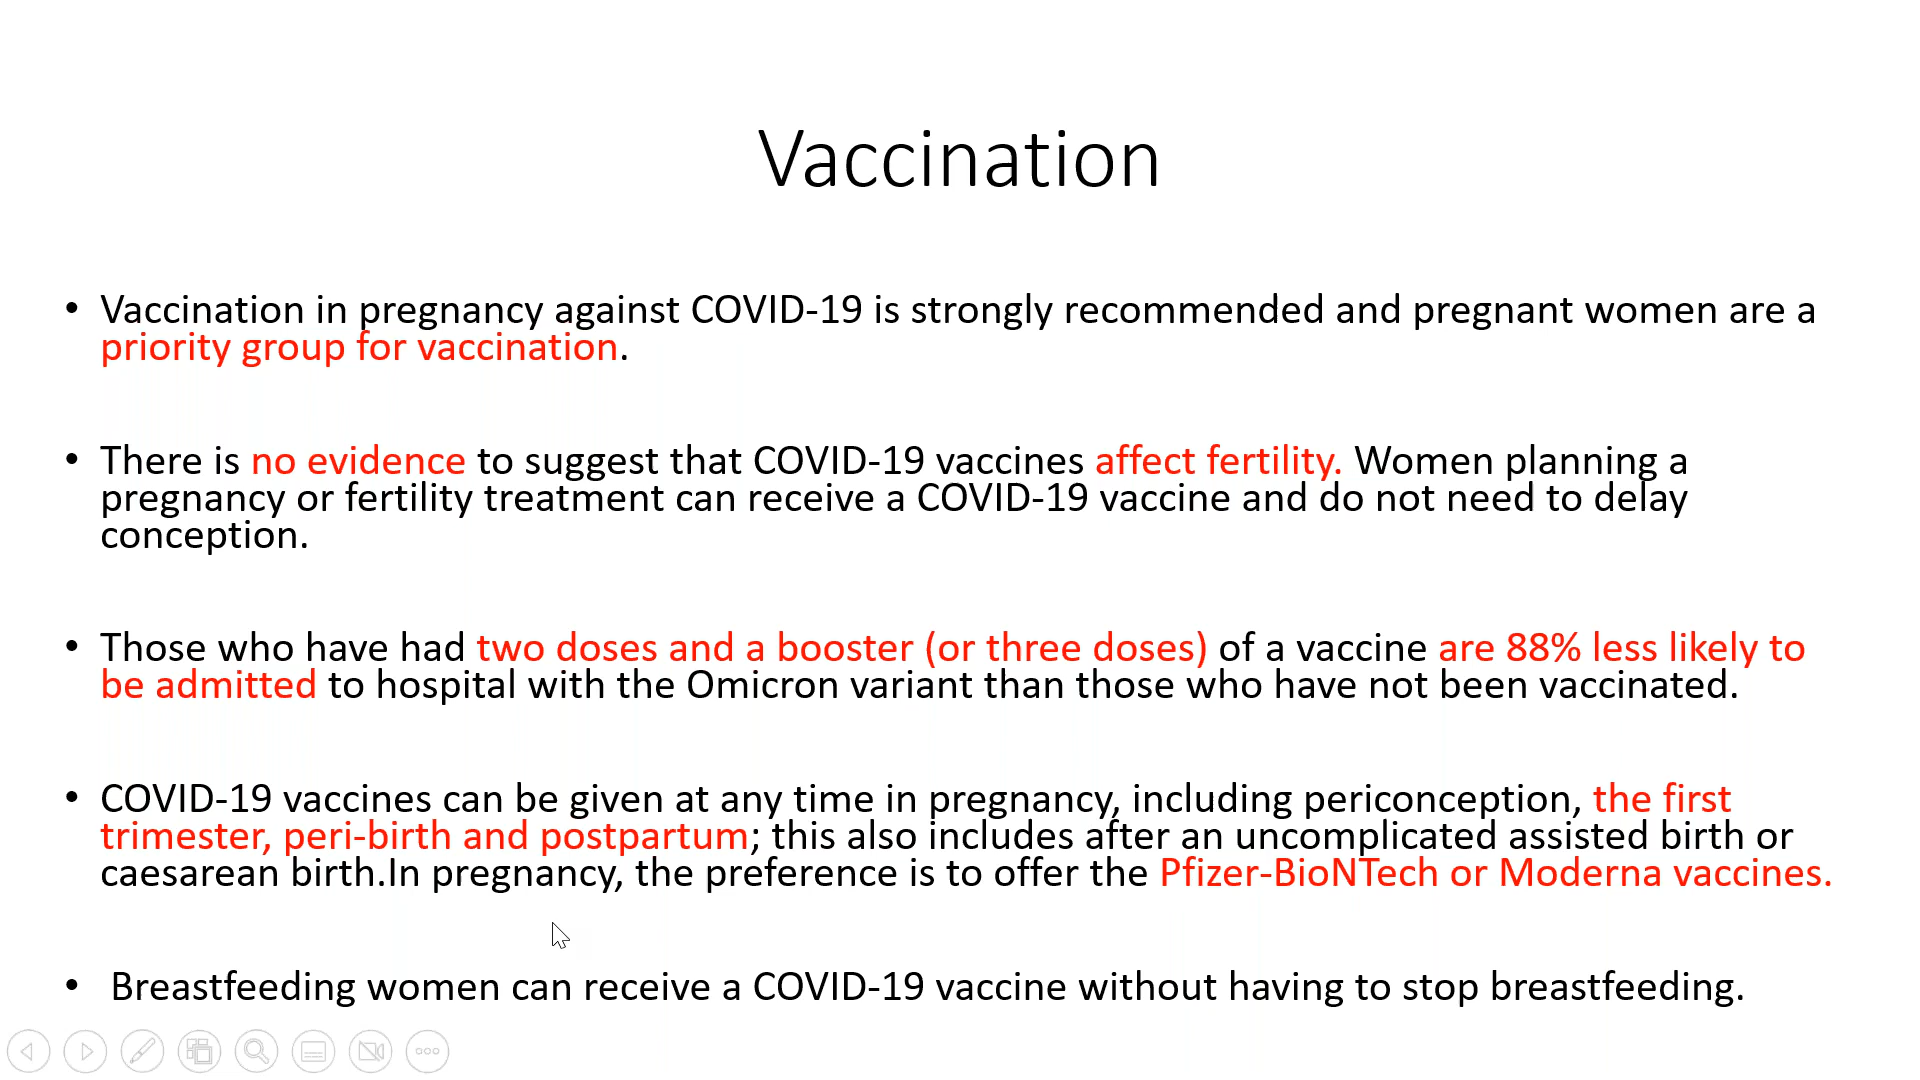 Vaccination
• Vaccination in pregnancy against COVID-19 is strongly recommended and pregnant women are a
priority group for vaccination.
• There is no evidence to suggest that COVID-19 vaccines affect fertility. Women planning a
pregnancy or fertility treatment can receive a COVID-19 vaccine and do not need to delay
conception.
• Those who have had two doses and a booster (or three doses) of a vaccine are 88% less likely to
be admitted to hospital with the Omicron variant than those who have not been vaccinated.
• COVID-19 vaccines can be given at any time in pregnancy, including periconception, the first
trimester, peri-birth and postpartum; this also includes after an uncomplicated assisted birth or
caesarean birth.In pregnancy, the preference is to offer the Pfizer-BioNTech or Moderna vaccines.
• Breastfeeding women can receive a COVID-19 vaccine without having to stop breastfeeding.